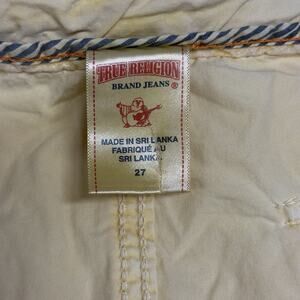 TRUE RELIGION
BRAND JEANS ®
MADE IN SRI LANKA
FABRIQUÉ AU
SRI LANKA
27